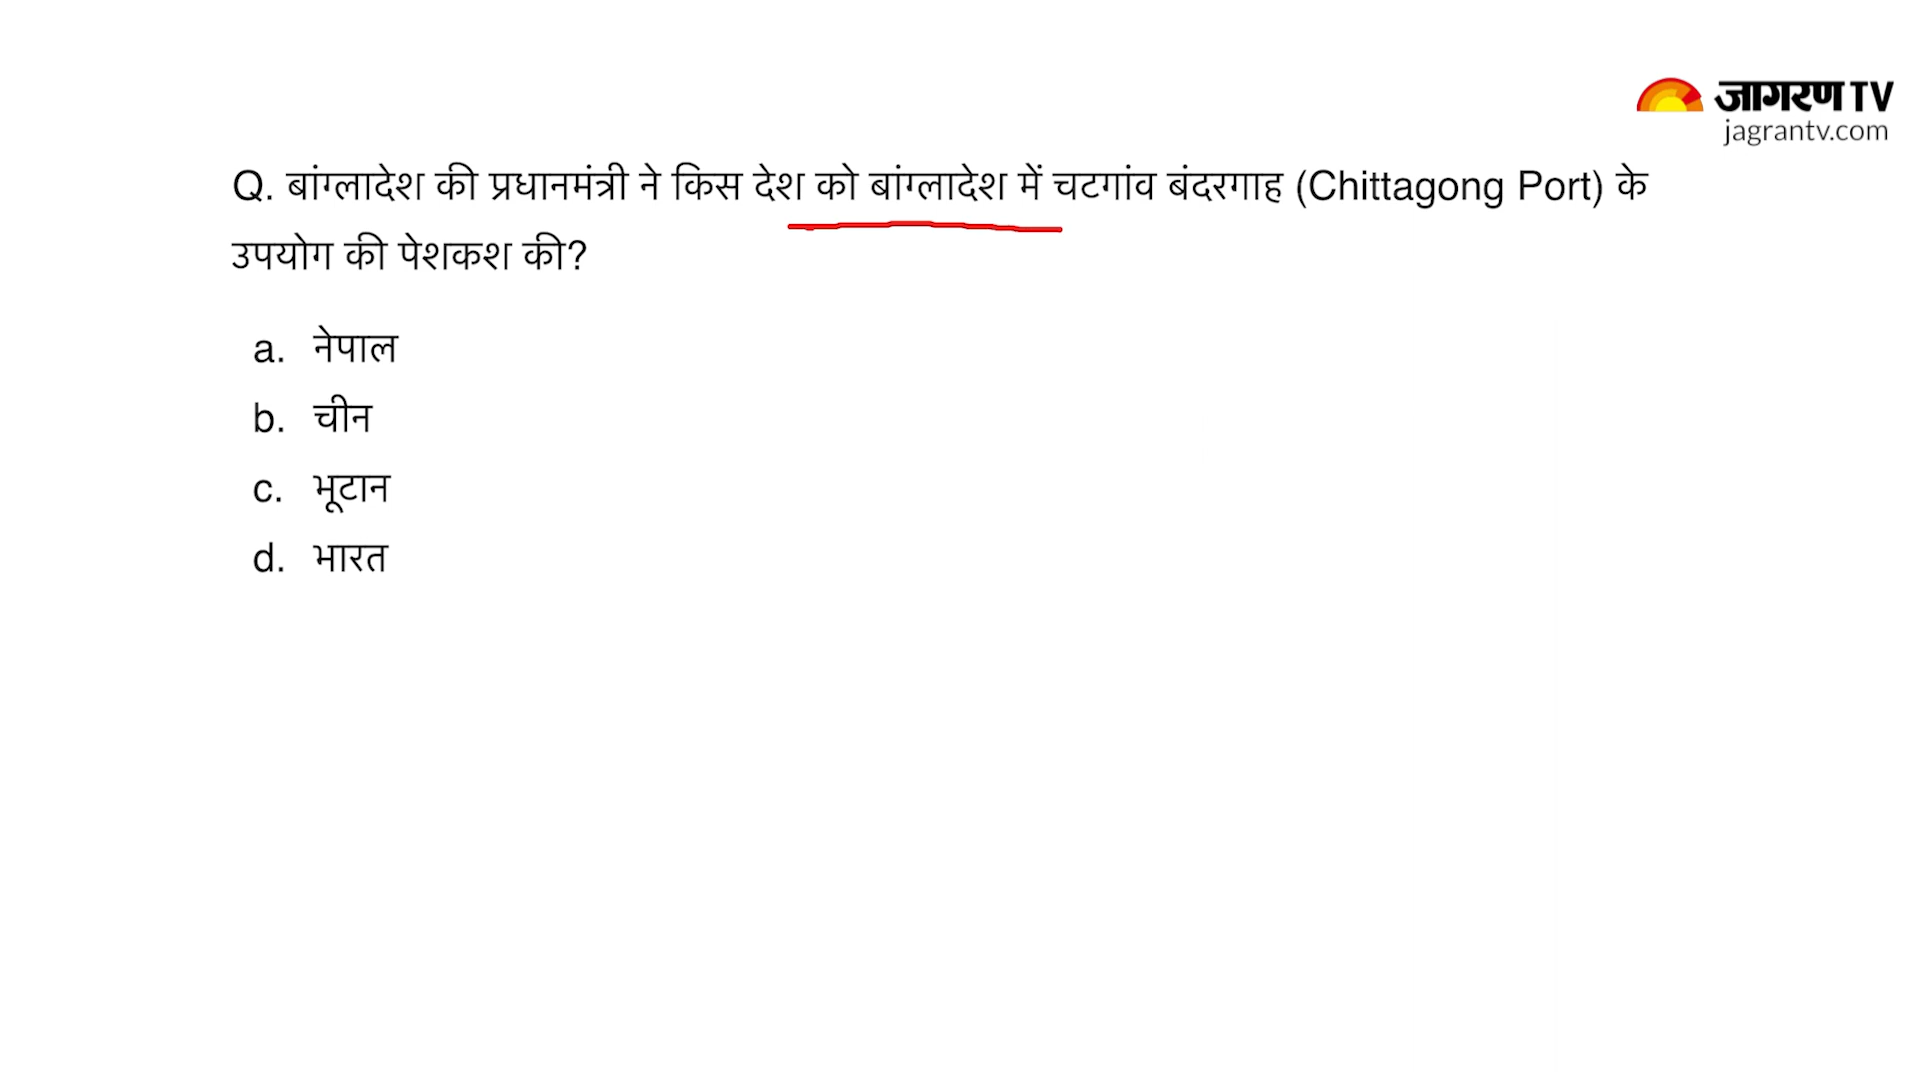 जागरण TV
jagrantv.com
Q. बांग्लादेश की प्रधानमंत्री ने किस देश को बांग्लादेश में चटगांव बंदरगाह (Chittagong Port) के
उपयोग की पेशकश की?
a. नेपाल
b. चीन
c. भूटान
d. भारत